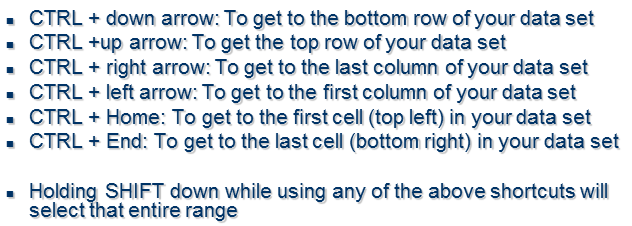 ▪ CTRL + down arrow: To get to the bottom row of your data set
▪ CTRL +up arrow: To get the top row of your data set
▪ CTRL + right arrow: To get to the last column of your data set
▪ CTRL + left arrow: To get to the first column of your data set
▪ CTRL + Home: To get to the first cell (top left) in your data set
▪ CTRL + End: To get to the last cell (bottom right) in your data set
▪ Holding SHIFT down while using any of the above shortcuts will
select that entire range